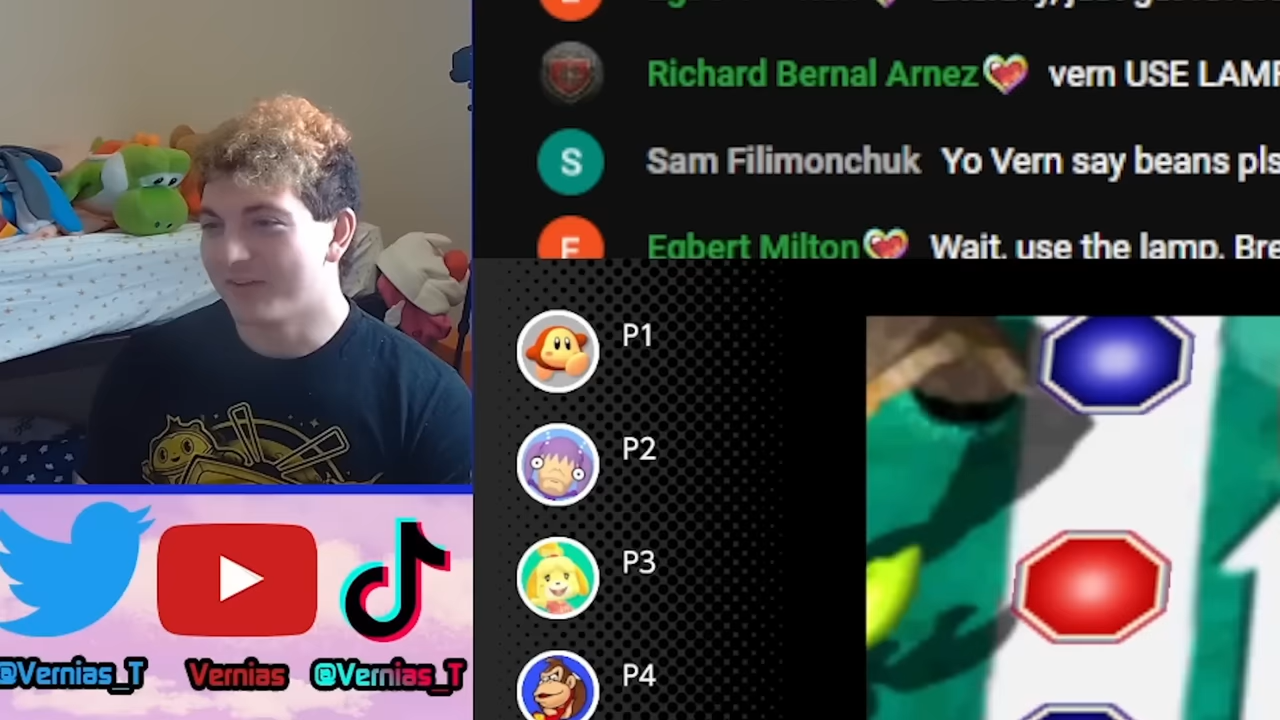 Richard Bernal Arnez vern USE LAMP
S Sam Filimonchuk Yo Vern say beans pls
E Egbert Milton Wait, use the lamp. Bre
P1
P2
P3
P4
@Vernias_T Vernias @Vernias_T